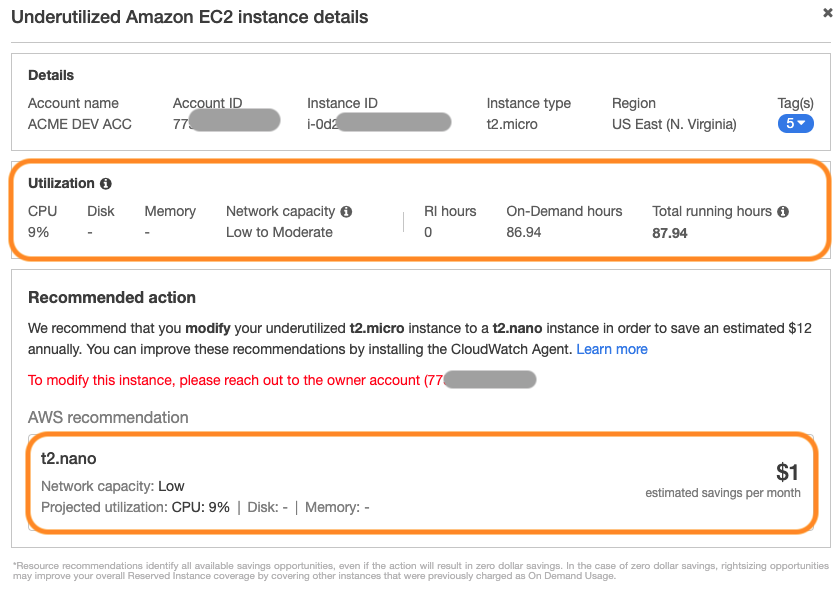 Underutilized Amazon EC2 instance details
Details
Account name Account ID Instance ID Instance type Region Tag(s)
ACME DEV ACC 77 i-0d2 t2.micro US East (N. Virginia) 5
Utilization
CPU Disk Memory Network capacity RI hours On-Demand hours Total running hours
9% - - Low to Moderate 0 86.94 87.94
Recommended action
We recommend that you modify your underutilized t2.micro instance to a t2.nano instance in order to save an estimated $12
annually. You can improve these recommendations by installing the CloudWatch Agent. Learn more
To modify this instance, please reach out to the owner account (77
AWS recommendation
t2.nano
Network capacity: Low
Projected utilization: CPU: 9% | Disk: - | Memory: -
$1
estimated savings per month
*Resource recommendations identify all available savings opportunities, even if the action will result in zero dollar savings. In the case of zero dollar savings, rightsizing opportunities
may improve your overall Reserved Instance coverage by covering other instances that were previously charged as On Demand Usage.